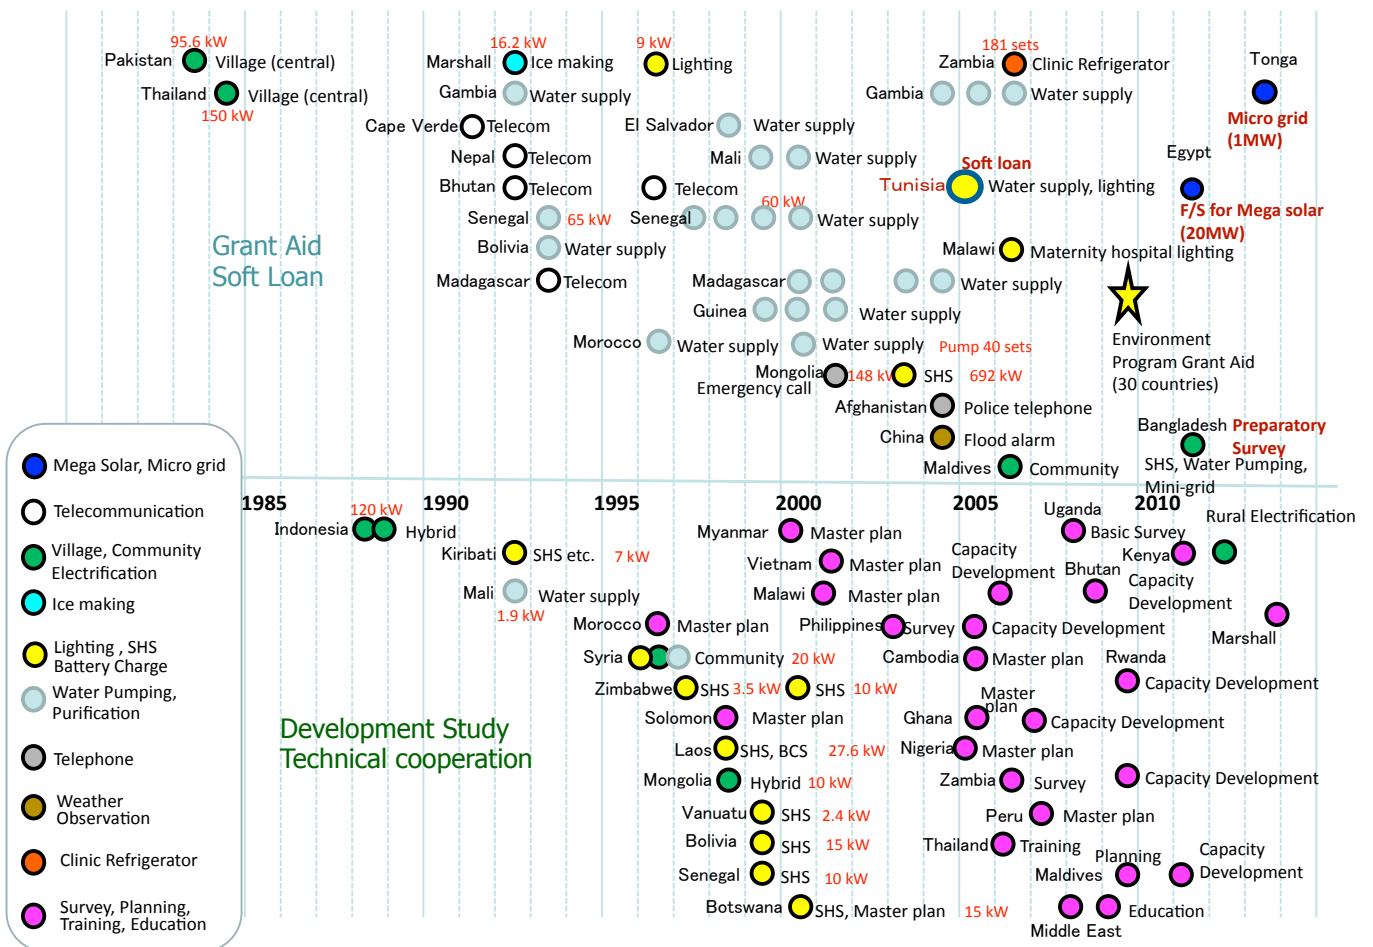 95.6 kW
Pakistan Village (central)
Thailand Village (central)
150 kW
16.2 kW
Marshall Ice making
9 kW
Lighting
181 sets
Zambia Clinic Refrigerator
Tonga
Micro grid
(1MW)
Gambia Water supply
Gambia Water supply
Cape Verde Telecom
El Salvador Water supply
Nepal Telecom
Mali Water supply
Egypt
F/S for Mega solar
(20MW)
Bhutan Telecom
Telecom
Soft loan
Tunisia Water supply, lighting
Senegal 65 kW
60 kW
Senegal Water supply
Bolivia Water supply
Malawi Maternity hospital lighting
Grant Aid
Soft Loan
Madagascar Telecom
Madagascar Water supply
Guinea Water supply
Morocco Water supply
Water supply Pump 40 sets
Environment
Program Grant Aid
(30 countries)
Mongolia 148 kW SHS 692 kW
Emergency call
Afghanistan Police telephone
China Flood alarm
Bangladesh Preparatory
Survey
Maldives Community
SHS, Water Pumping,
Mini-grid
1985 1990 1995 2000 2005 2010
120 kW
Indonesia Hybrid
Kiribati SHS etc. 7 kW
Mali Water supply
1.9 kW
Morocco Master plan
Syria Community 20 kW
Zimbabwe SHS 3.5 kW SHS 10 kW
Solomon Master plan
Laos SHS, BCS 27.6 kW
Mongolia Hybrid 10 kW
Vanuatu SHS 2.4 kW
Bolivia SHS 15 kW
Senegal SHS 10 kW
Botswana SHS, Master plan 15 kW
Development Study
Technical cooperation
Myanmar Master plan
Vietnam Master plan
Malawi Master plan
Philippines Survey
Capacity
Development
Capacity Development
Cambodia Master plan
Master
plan
Ghana Capacity Development
Nigeria Master plan
Zambia Survey
Capacity Development
Peru Master plan
Thailand Training
Uganda
Basic Survey
Rural Electrification
Kenya
Bhutan
Capacity
Development
Marshall
Rwanda
Capacity Development
Planning
Maldives
Capacity
Development
Education
Middle East
Mega Solar, Micro grid
Telecommunication
Village, Community
Electrification
Ice making
Lighting , SHS
Battery Charge
Water Pumping,
Purification
Telephone
Weather
Observation
Clinic Refrigerator
Survey, Planning,
Training, Education